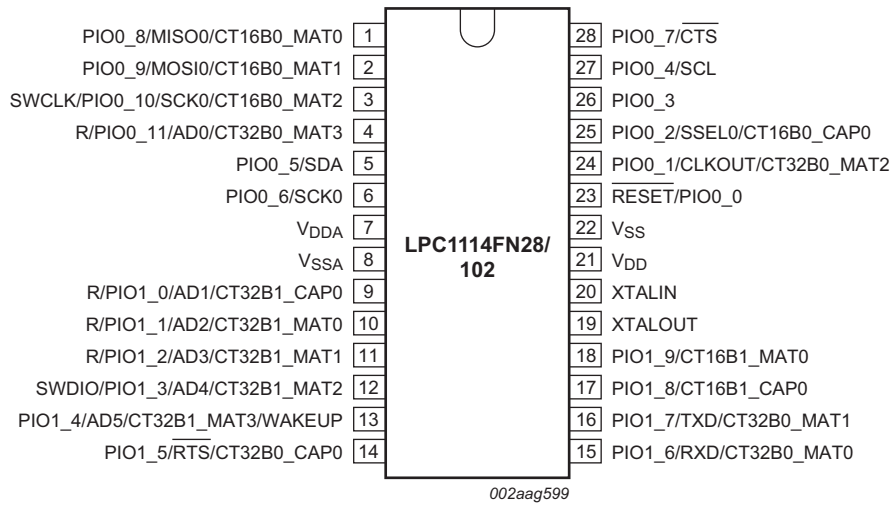 PIO0_8/MISO0/CT16B0_MAT0 1
PIO0_9/MOSI0/CT16B0_MAT1 2
SWCLK/PIO0_10/SCK0/CT16B0_MAT2 3
R/PIO0_11/AD0/CT32B0_MAT3 4
PIO0_5/SDA 5
PIO0_6/SCK0 6
VDDA 7
VSSA 8
R/PIO1_0/AD1/CT32B1_CAP0 9
R/PIO1_1/AD2/CT32B1_MAT0 10
R/PIO1_2/AD3/CT32B1_MAT1 11
SWDIO/PIO1_3/AD4/CT32B1_MAT2 12
PIO1_4/AD5/CT32B1_MAT3/WAKEUP 13
PIO1_5/RTS/CT32B0_CAP0 14
LPC1114FN28/
102
28 PIO0_7/CTS
27 PIO0_4/SCL
26 PIO0_3
25 PIO0_2/SSEL0/CT16B0_CAP0
24 PIO0_1/CLKOUT/CT32B0_MAT2
23 RESET/PIO0_0
22 VSS
21 VDD
20 XTALIN
19 XTALOUT
18 PIO1_9/CT16B1_MAT0
17 PIO1_8/CT16B1_CAP0
16 PIO1_7/TXD/CT32B0_MAT1
15 PIO1_6/RXD/CT32B0_MAT0
002aag599